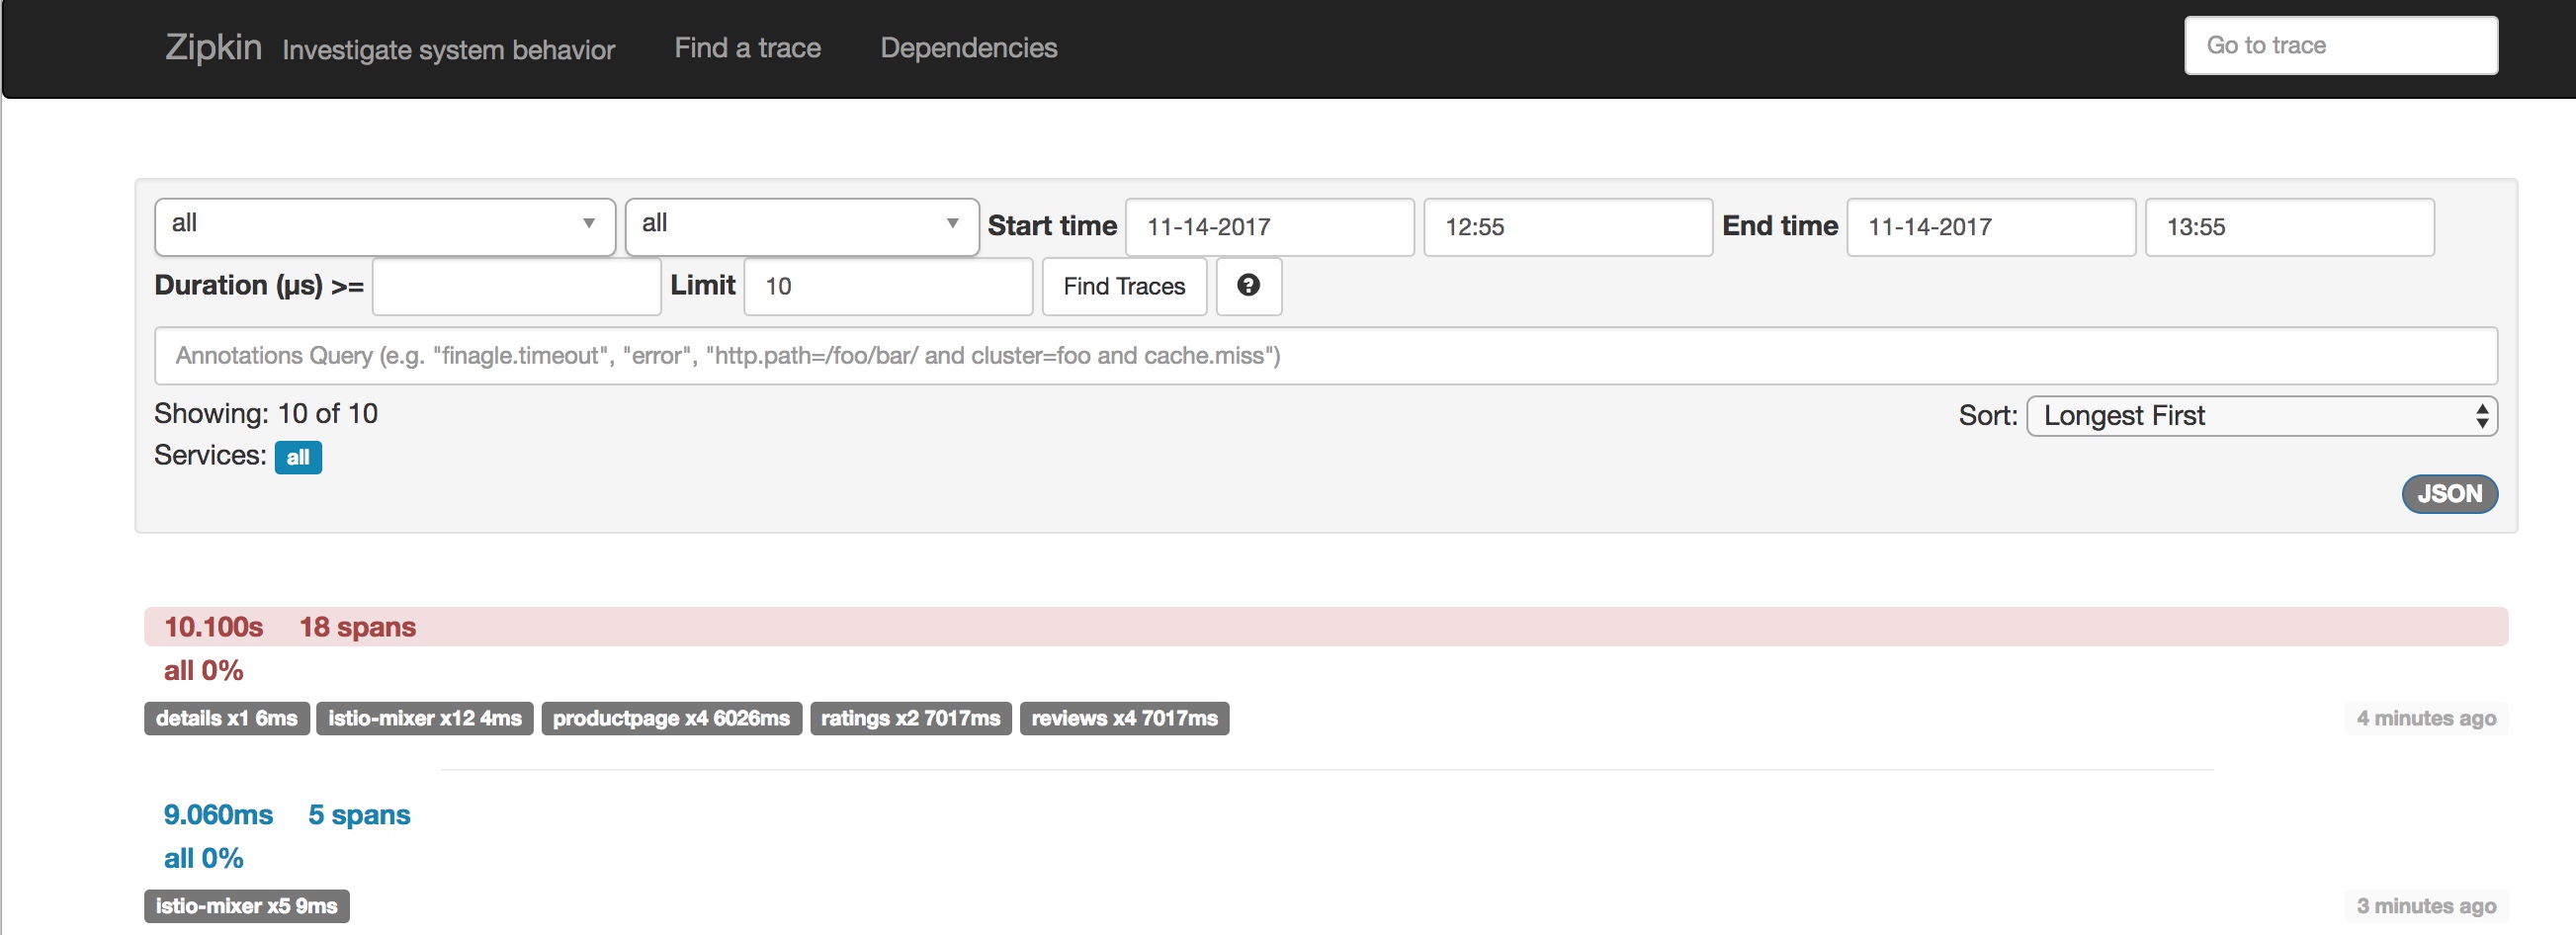 Zipkin Investigate system behavior Find a trace Dependencies Go to trace
all all Start time 11-14-2017 12:55 End time 11-14-2017 13:55
Duration (μs) >= Limit 10 Find Traces ?
Annotations Query (e.g. "finagle.timeout", "error", "http.path=/foo/bar/ and cluster=foo and cache.miss")
Showing: 10 of 10 Sort: Longest First
Services: all
JSON
10.100s 18 spans
all 0%
details x1 6ms istio-mixer x12 4ms productpage x4 6026ms ratings x2 7017ms reviews x4 7017ms 4 minutes ago
9.060ms 5 spans
all 0%
istio-mixer x5 9ms 3 minutes ago